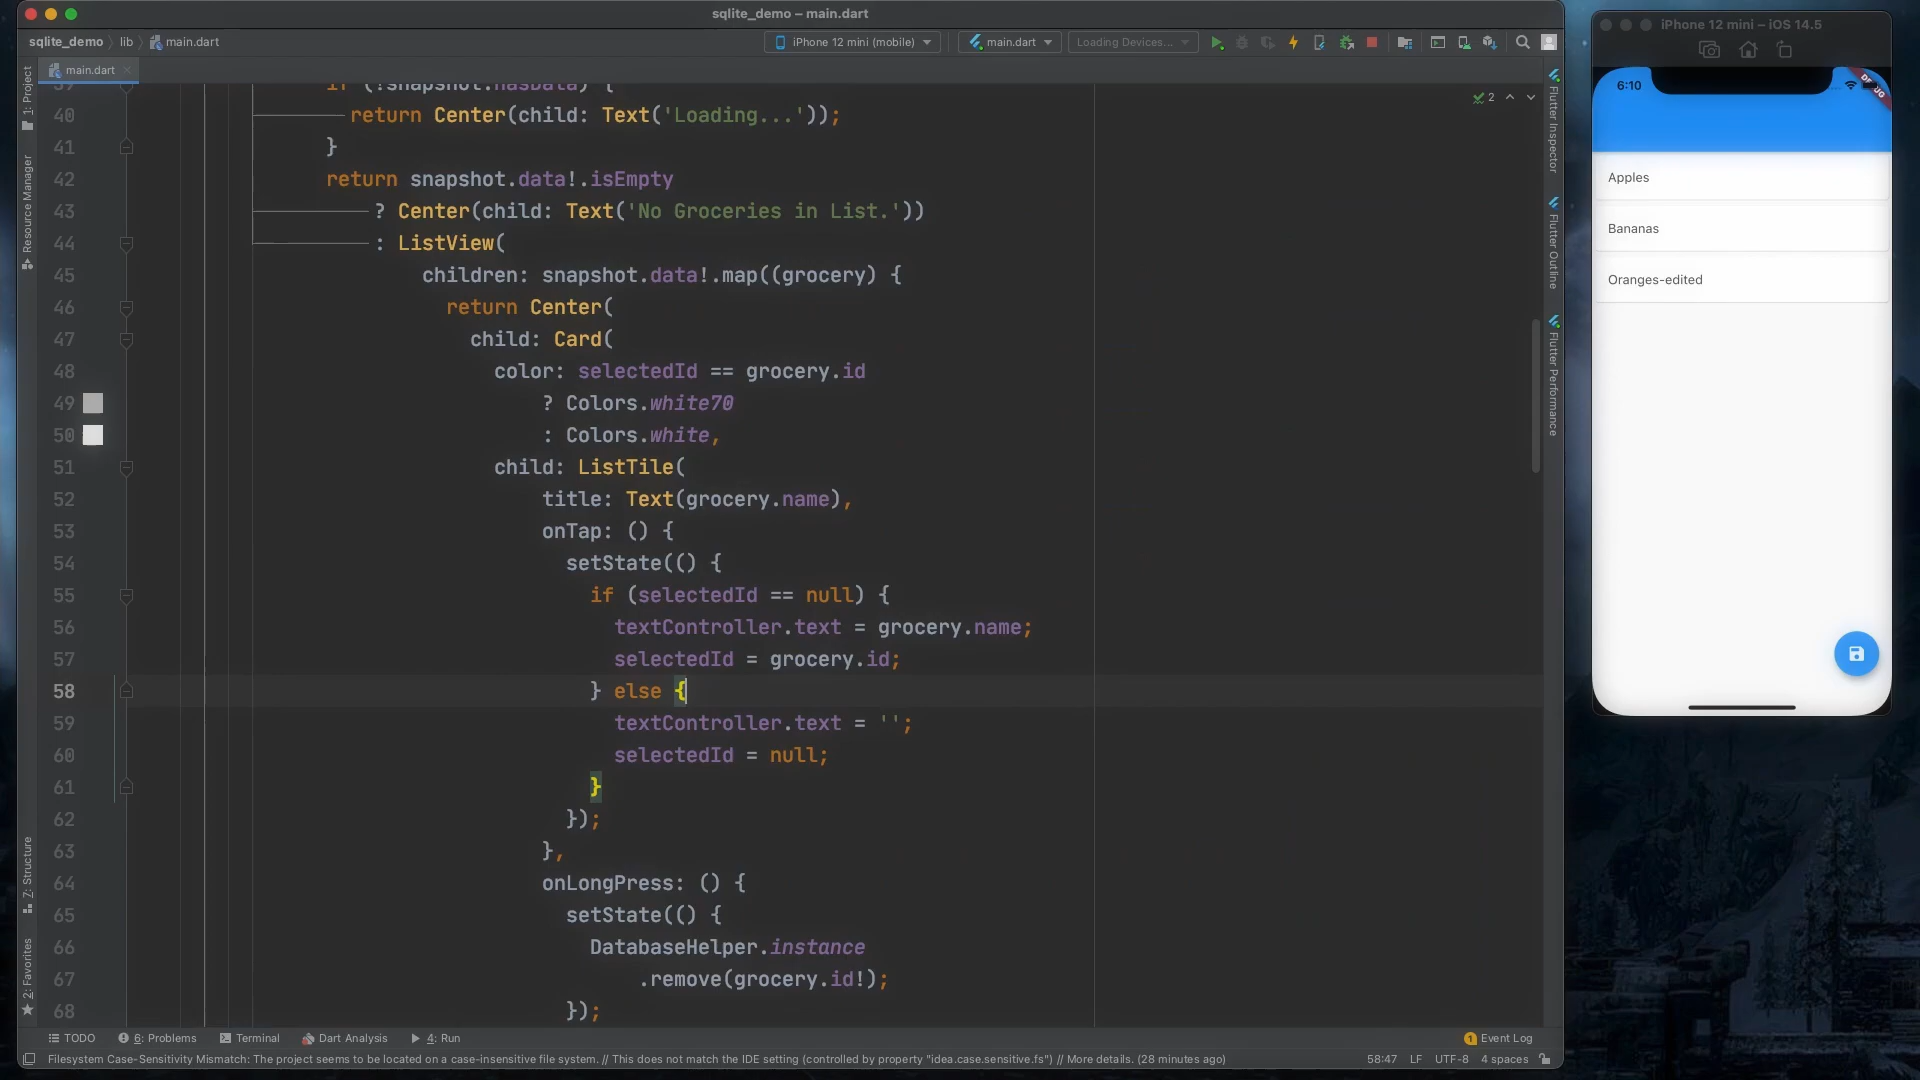 sqlite_demo – main.dart
sqlite_demo lib main.dart
iPhone 12 mini (mobile) main.dart Loading Devices...
main.dart
1: Project
Resource Manager
7: Structure
2: Favorites
40 return Center(child: Text('Loading...'));
41 }
42 return snapshot.data!.isEmpty
43 ? Center(child: Text('No Groceries in List.'))
44 : ListView(
45 children: snapshot.data!.map((grocery) {
46 return Center(
47 child: Card(
48 color: selectedId == grocery.id
49 ? Colors.white70
50 : Colors.white,
51 child: ListTile(
52 title: Text(grocery.name),
53 onTap: () {
54 setState(() {
55 if (selectedId == null) {
56 textController.text = grocery.name;
57 selectedId = grocery.id;
58 } else {
59 textController.text = '';
60 selectedId = null;
61 }
62 });
63 },
64 onLongPress: () {
65 setState(() {
66 DatabaseHelper.instance
67 .remove(grocery.id!);
68 });
2
Flutter Inspector
Flutter Outline
Flutter Performance
TODO 6: Problems Terminal Dart Analysis 4: Run 1 Event Log
Filesystem Case-Sensitivity Mismatch: The project seems to be located on a case-insensitive file system. // This does not match the IDE setting (controlled by property "idea.case.sensitive.fs") // More details. (28 minutes ago) 58:47 LF UTF-8 4 spaces
iPhone 12 mini – iOS 14.5
6:10
Apples
Bananas
Oranges-edited